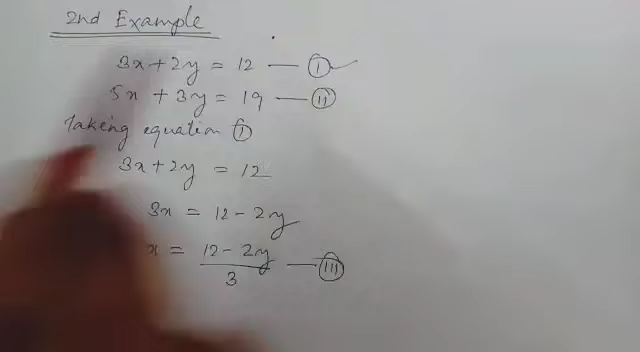 2nd Example
3x + 2y = 12 — I
5x + 3y = 19 — II
Taking equation I
3x + 2y = 12
3x = 12 - 2y
x = (12 - 2y)/3 — III